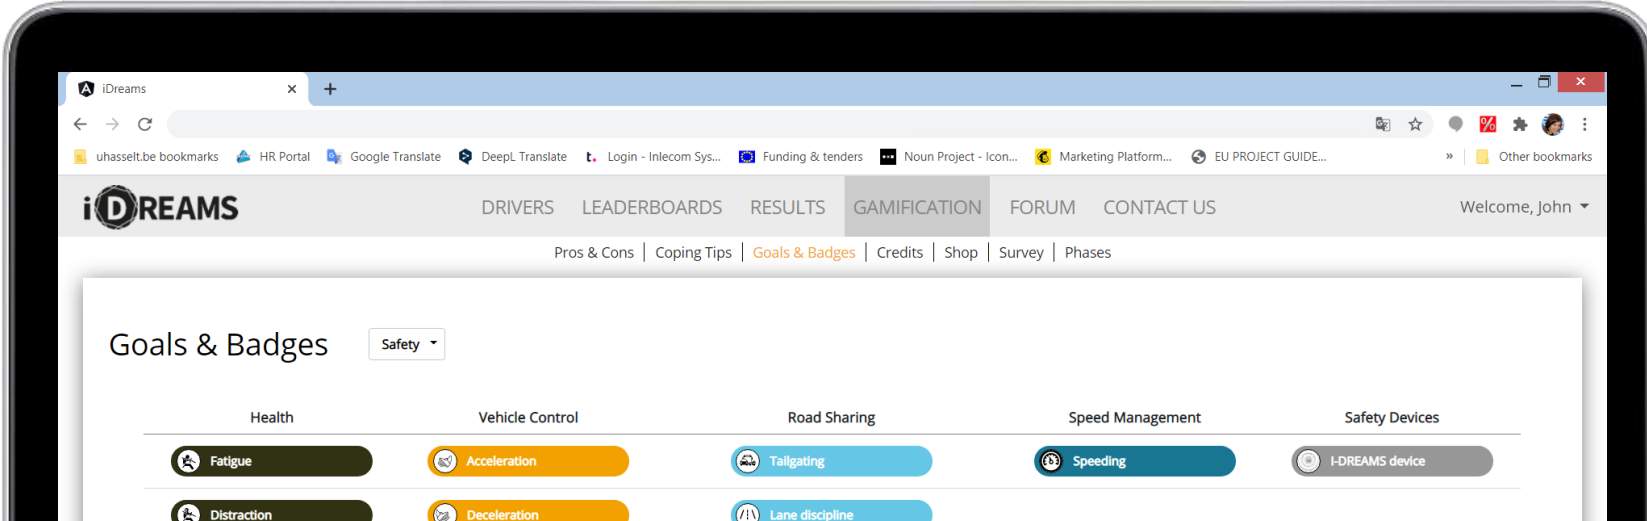 iDreams
uhasselt.be bookmarks HR Portal Google Translate DeepL Translate t. Login - Inlecom Sys... Funding & tenders Noun Project - Icon... Marketing Platform... EU PROJECT GUIDE... » Other bookmarks
iDREAMS DRIVERS LEADERBOARDS RESULTS GAMIFICATION FORUM CONTACT US Welcome, John
Pros & Cons | Coping Tips | Goals & Badges | Credits | Shop | Survey | Phases
Goals & Badges Safety
Health Vehicle Control Road Sharing Speed Management Safety Devices
Fatigue Acceleration Tailgating Speeding I-DREAMS device
Distraction Deceleration Lane discipline